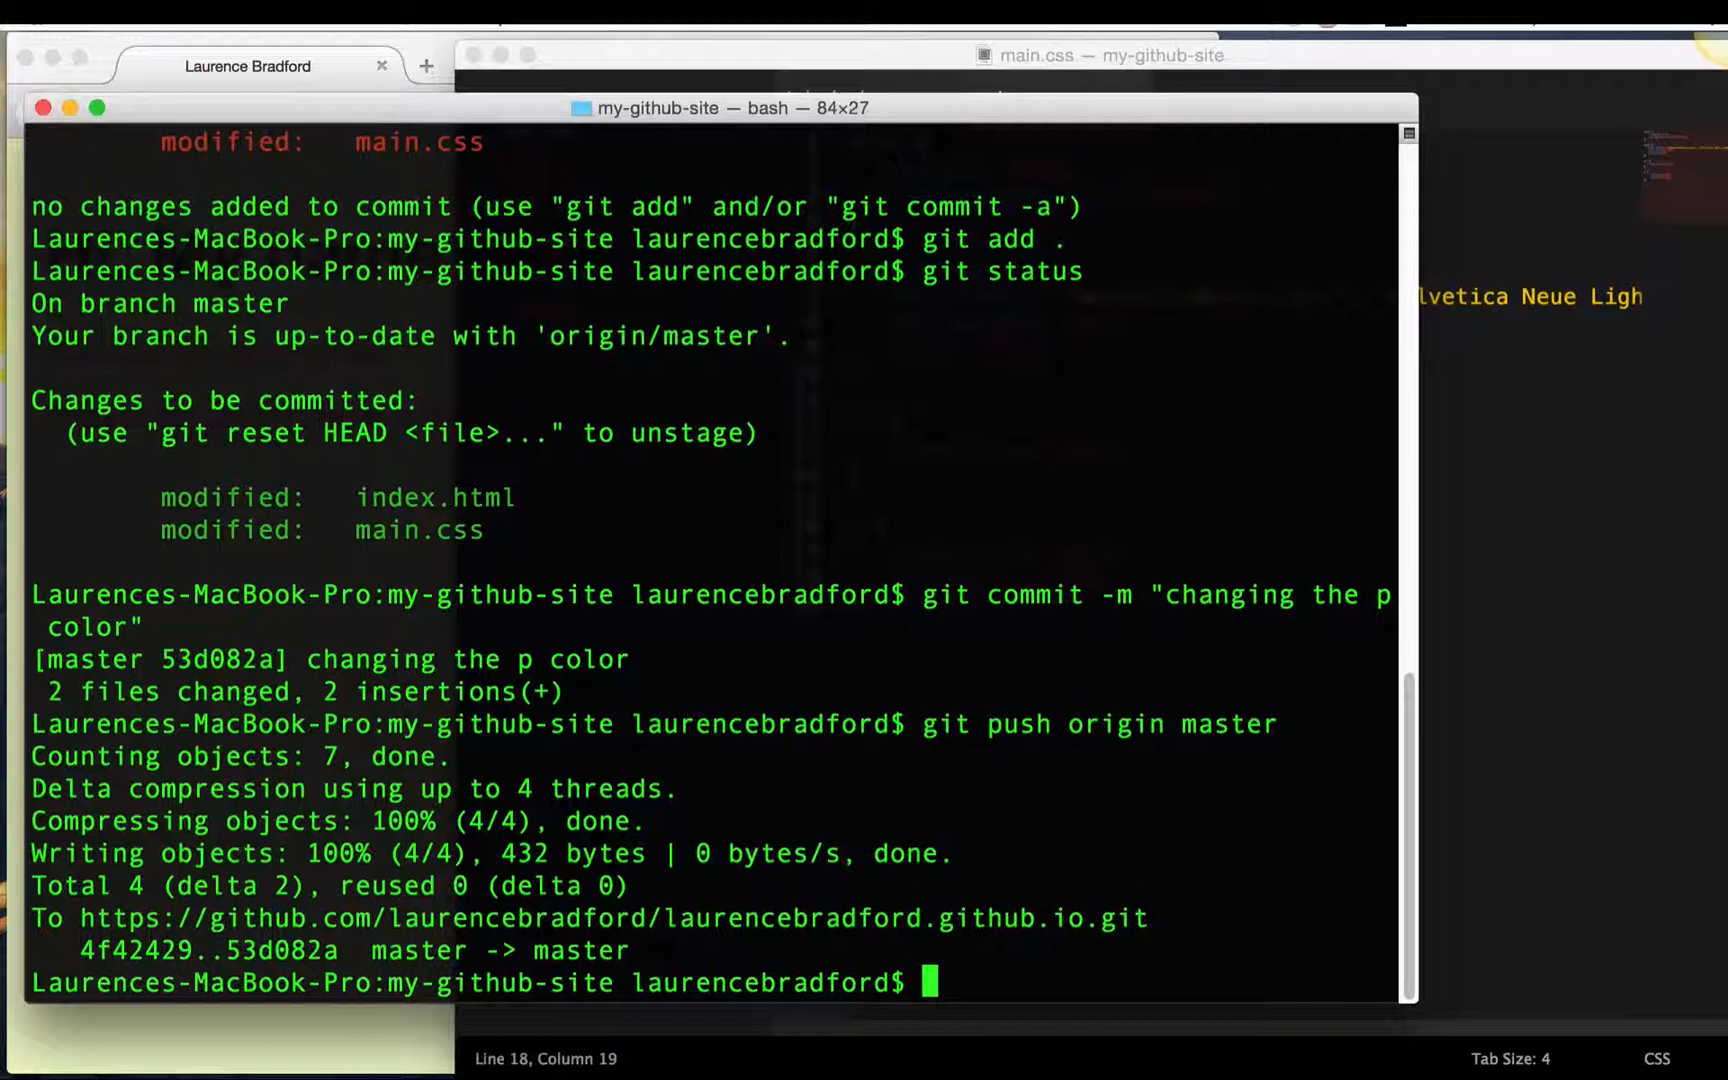 Laurence Bradford
main.css — my-github-site
my-github-site — bash — 84×27
modified:   main.css
no changes added to commit (use "git add" and/or "git commit -a")
Laurences-MacBook-Pro:my-github-site laurencebradford$ git add .
Laurences-MacBook-Pro:my-github-site laurencebradford$ git status
On branch master
Your branch is up-to-date with 'origin/master'.
Changes to be committed:
(use "git reset HEAD <file>..." to unstage)
modified:   index.html
modified:   main.css
Laurences-MacBook-Pro:my-github-site laurencebradford$ git commit -m "changing the p
color"
[master 53d082a] changing the p color
2 files changed, 2 insertions(+)
Laurences-MacBook-Pro:my-github-site laurencebradford$ git push origin master
Counting objects: 7, done.
Delta compression using up to 4 threads.
Compressing objects: 100% (4/4), done.
Writing objects: 100% (4/4), 432 bytes | 0 bytes/s, done.
Total 4 (delta 2), reused 0 (delta 0)
To https://github.com/laurencebradford/laurencebradford.github.io.git
4f42429..53d082a  master -> master
Laurences-MacBook-Pro:my-github-site laurencebradford$
lvetica Neue Ligh
Line 18, Column 19
Tab Size: 4
CSS